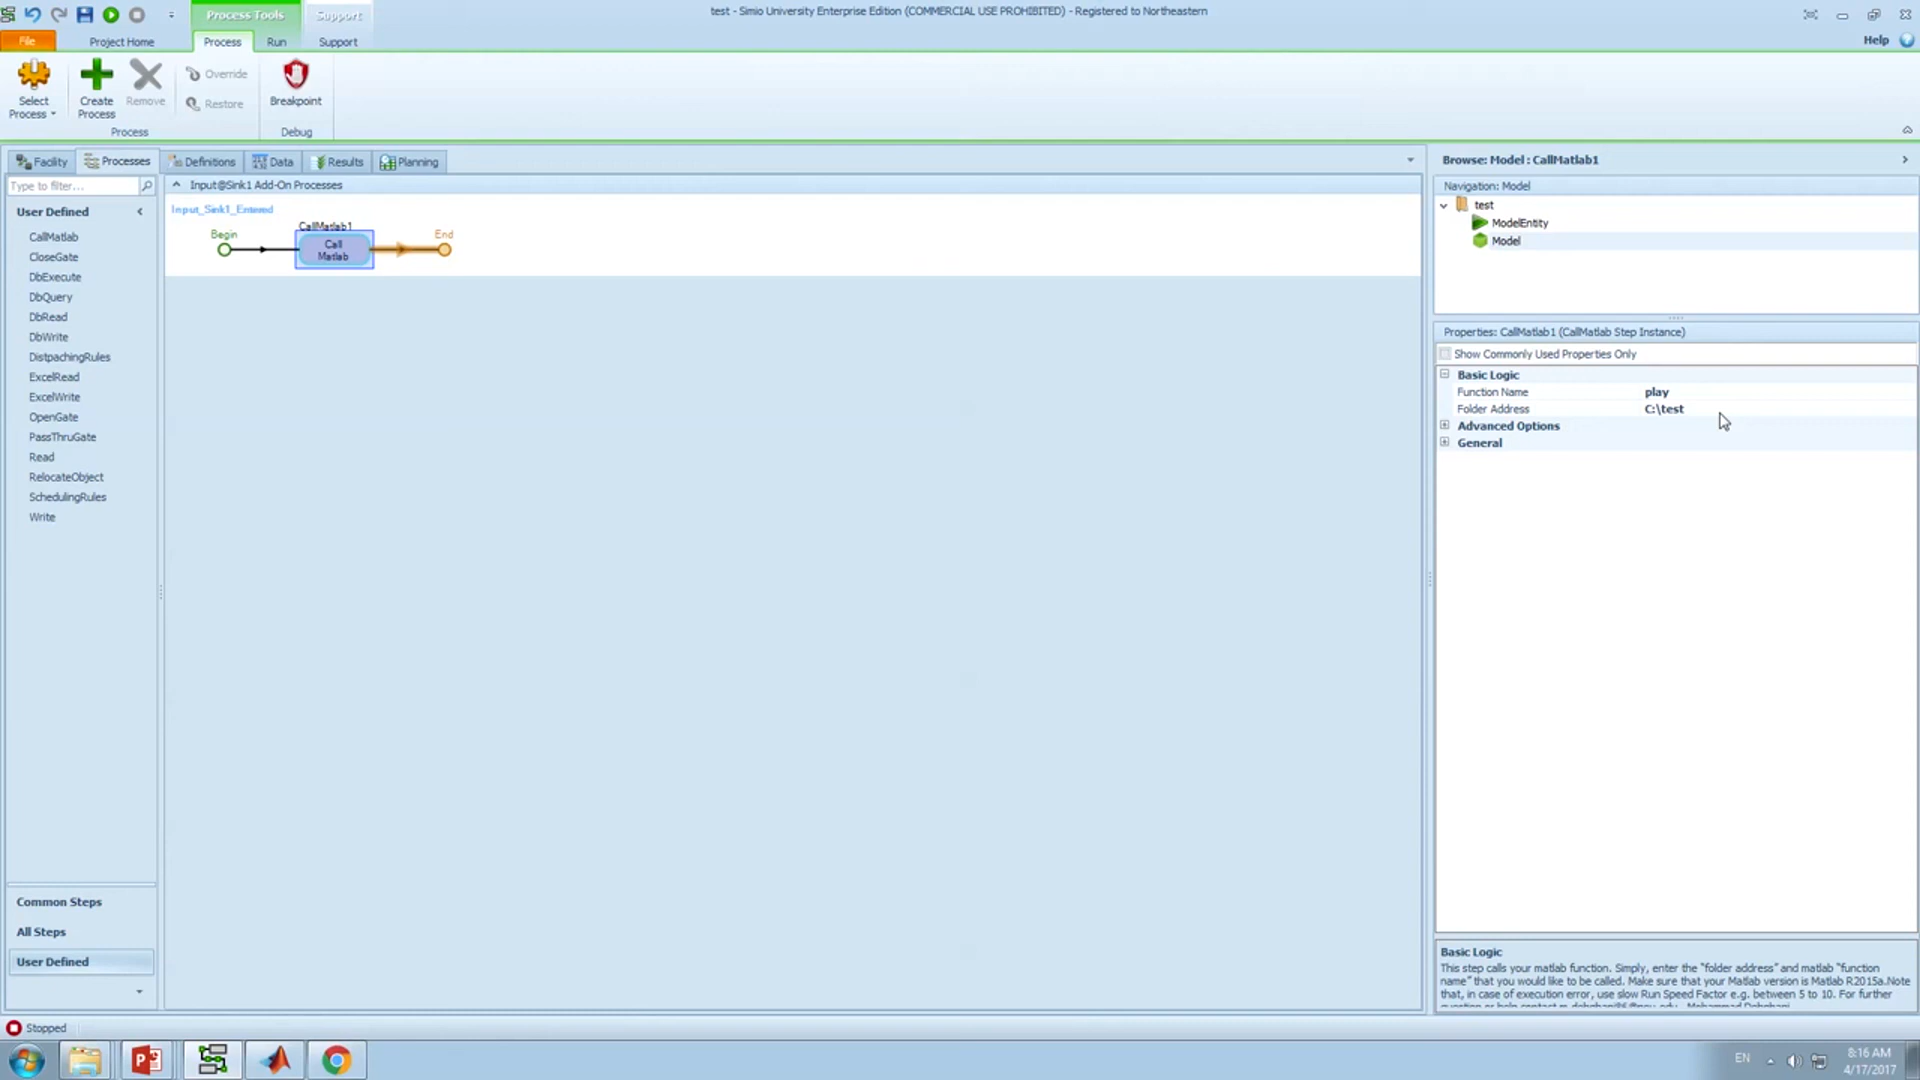 Process Tools
Support
test - Simio University Enterprise Edition (COMMERCIAL USE PROHIBITED) - Registered to Northeastern
File
Project Home
Process
Run
Support
Help
Select Process
Create Process
Remove
Override
Restore
Breakpoint
Process
Debug
Facility
Processes
Definitions
Data
Results
Planning
Type to filter...
User Defined
CallMatlab
CloseGate
DbExecute
DbQuery
DbRead
DbWrite
DistpachingRules
ExcelRead
ExcelWrite
OpenGate
PassThruGate
Read
RelocateObject
SchedulingRules
Write
Common Steps
All Steps
User Defined
Input@Sink1 Add-On Processes
Input_Sink1_Entered
Begin
CallMatlab1
Call
Matlab
End
Browse: Model : CallMatlab1
Navigation: Model
test
ModelEntity
Model
Properties: CallMatlab1 (CallMatlab Step Instance)
Show Commonly Used Properties Only
Basic Logic
Function Name play
Folder Address C:\test
Advanced Options
General
Basic Logic
This step calls your matlab function. Simply, enter the "folder address" and matlab "function
name" that you would like to be called. Make sure that your Matlab version is Matlab R2015a.Note
that, in case of execution error, use slow Run Speed Factor e.g. between 5 to 10. For further
Stopped
EN
8:16 AM
4/17/2017